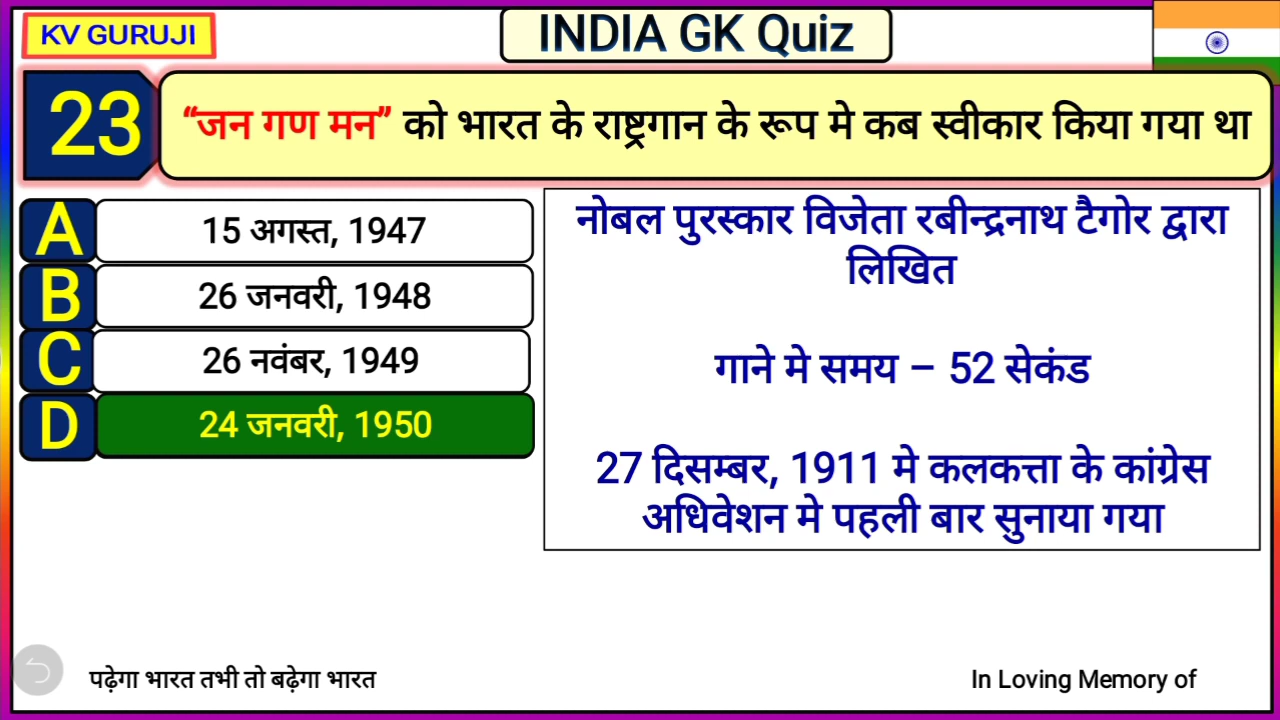 KV GURUJI
INDIA GK Quiz
23
“जन गण मन” को भारत के राष्ट्रगान के रूप मे कब स्वीकार किया गया था
A
15 अगस्त, 1947
B
26 जनवरी, 1948
C
26 नवंबर, 1949
D
24 जनवरी, 1950
नोबल पुरस्कार विजेता रबीन्द्रनाथ टैगोर द्वारा
लिखित
गाने मे समय – 52 सेकंड
27 दिसम्बर, 1911 मे कलकत्ता के कांग्रेस
अधिवेशन मे पहली बार सुनाया गया
पढ़ेगा भारत तभी तो बढ़ेगा भारत
In Loving Memory of